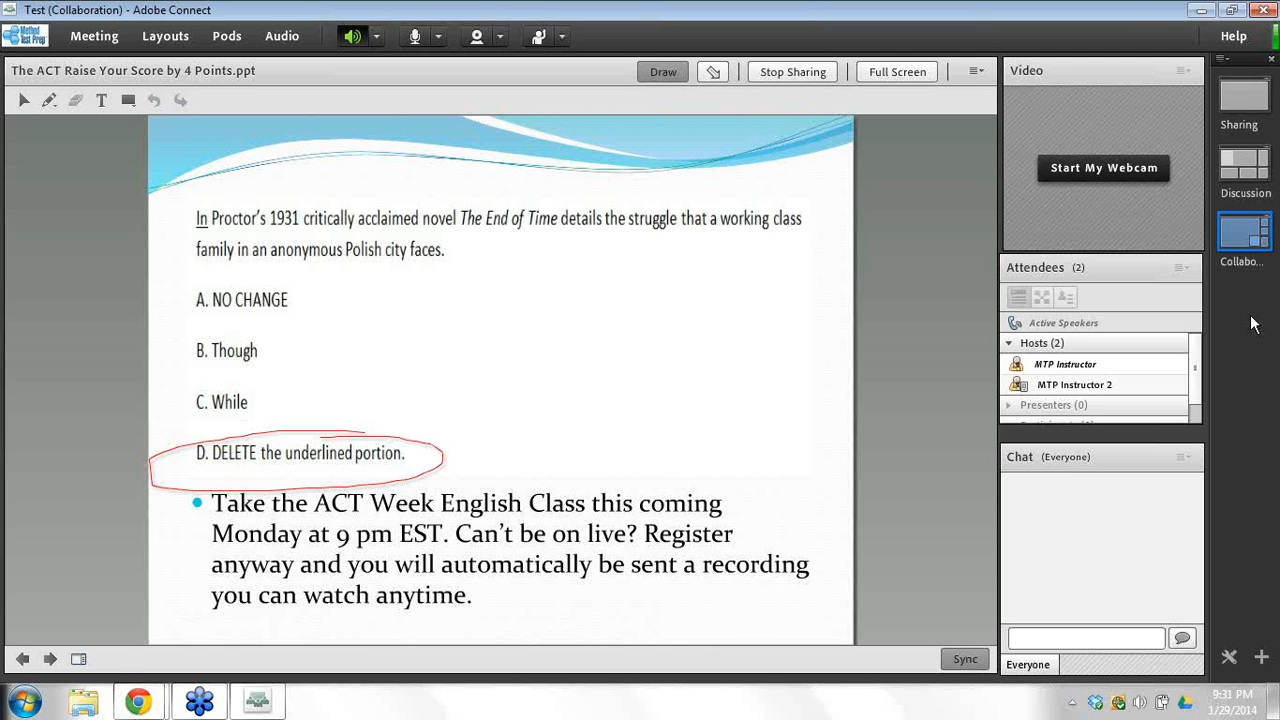 Test (Collaboration) - Adobe Connect
Method Test Prep
Meeting Layouts Pods Audio Help
The ACT Raise Your Score by 4 Points.ppt
Draw Stop Sharing Full Screen
T
In Proctor's 1931 critically acclaimed novel The End of Time details the struggle that a working class
family in an anonymous Polish city faces.
A. NO CHANGE
B. Though
C. While
D. DELETE the underlined portion.
• Take the ACT Week English Class this coming
Monday at 9 pm EST. Can't be on live? Register
anyway and you will automatically be sent a recording
you can watch anytime.
Sync
Video
Start My Webcam
Attendees (2)
Active Speakers
Hosts (2)
MTP Instructor
MTP Instructor 2
Presenters (0)
Chat (Everyone)
Everyone
Sharing
Discussion
Collabo...
9:31 PM
1/29/2014